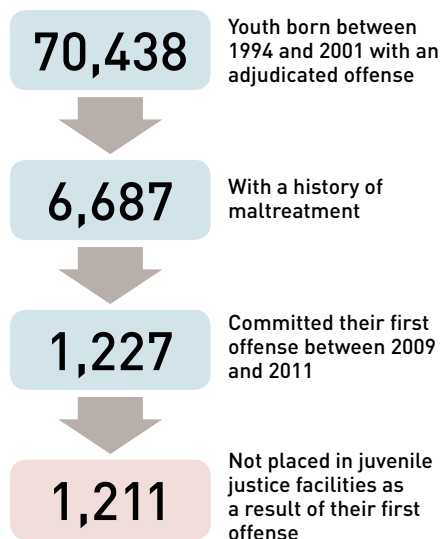 70,438
Youth born between
1994 and 2001 with an
adjudicated offense
6,687
With a history of
maltreatment
1,227
Committed their first
offense between 2009
and 2011
1,211
Not placed in juvenile
justice facilities as
a result of their first
offense